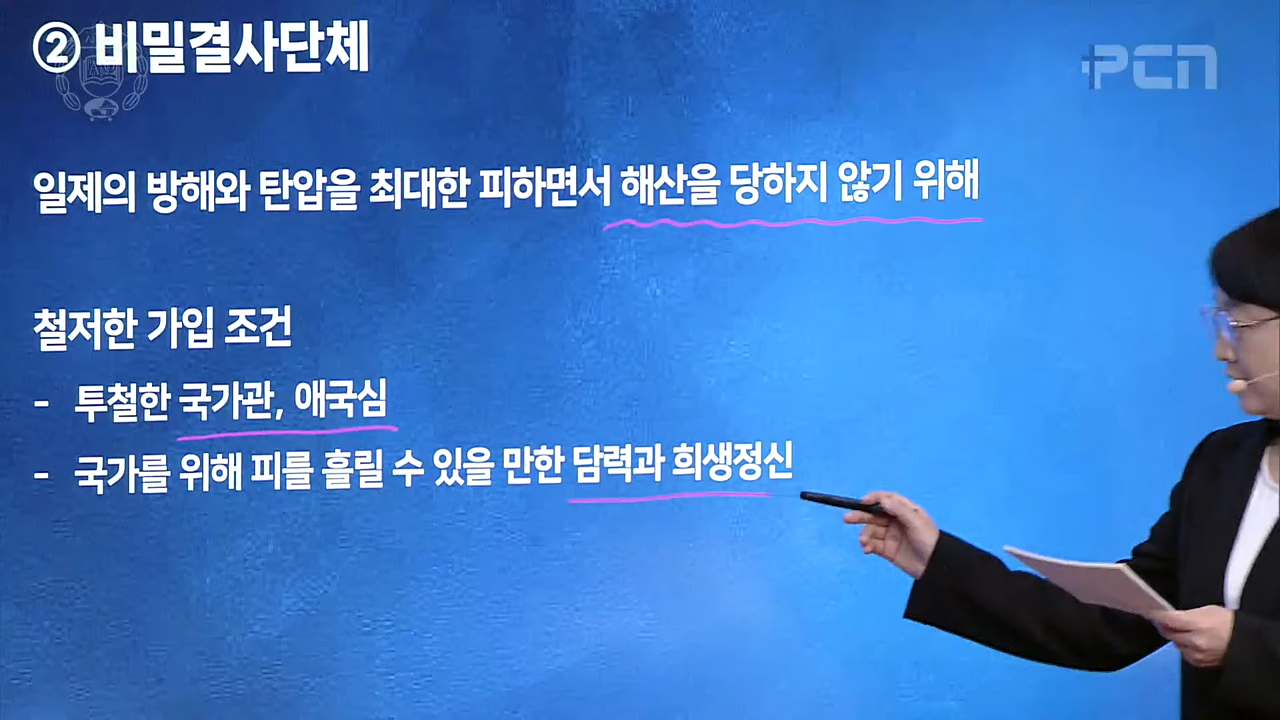 ② 비밀결사단체
PCN
일제의 방해와 탄압을 최대한 피하면서 해산을 당하지 않기 위해
철저한 가입 조건
- 투철한 국가관, 애국심
- 국가를 위해 피를 흘릴 수 있을 만한 담력과 희생정신